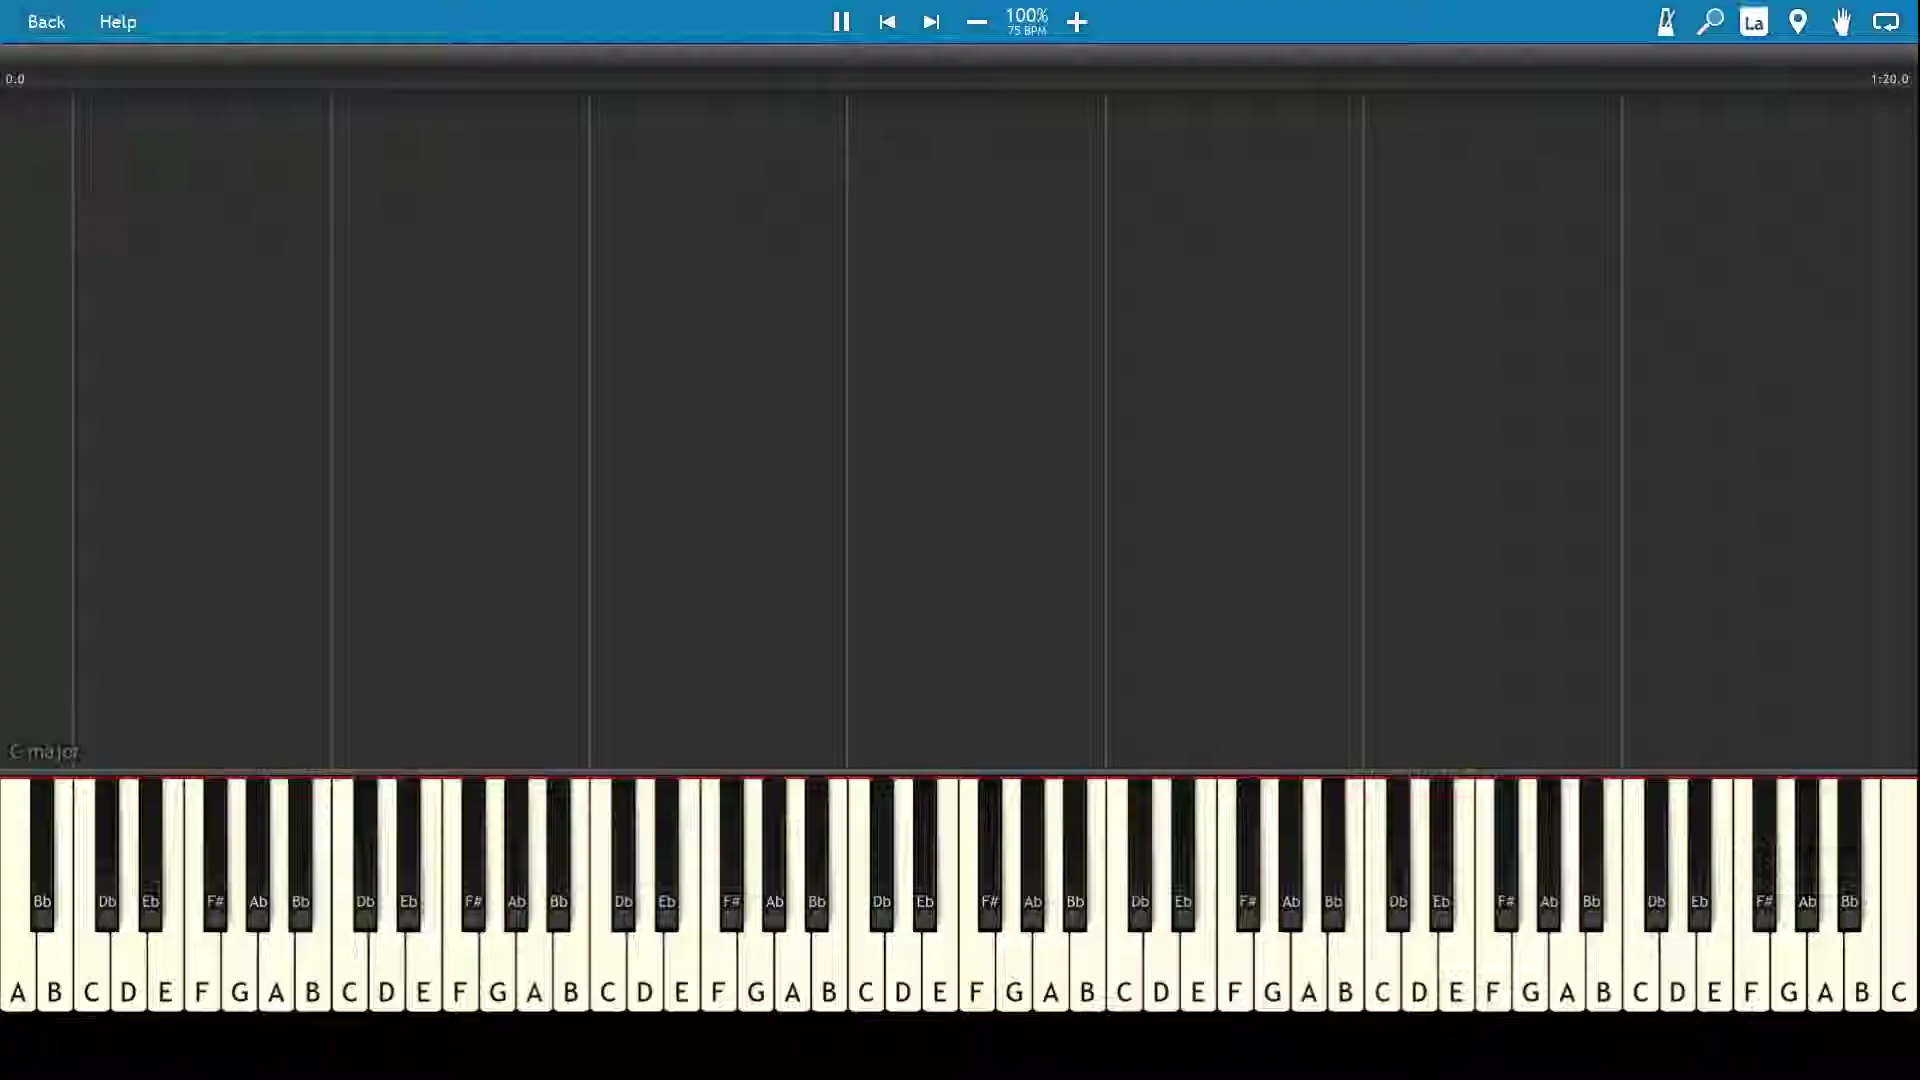 Back Help 100%
75 BPM
La
0.0 1:20.0
C major
Bb Db Eb F# Ab Bb Db Eb F# Ab Bb Db Eb F# Ab Bb Db Eb F# Ab Bb Db Eb F# Ab Bb Db Eb F# Ab Bb Db Eb F# Ab Bb
A B C D E F G A B C D E F G A B C D E F G A B C D E F G A B C D E F G A B C D E F G A B C D E F G A B C